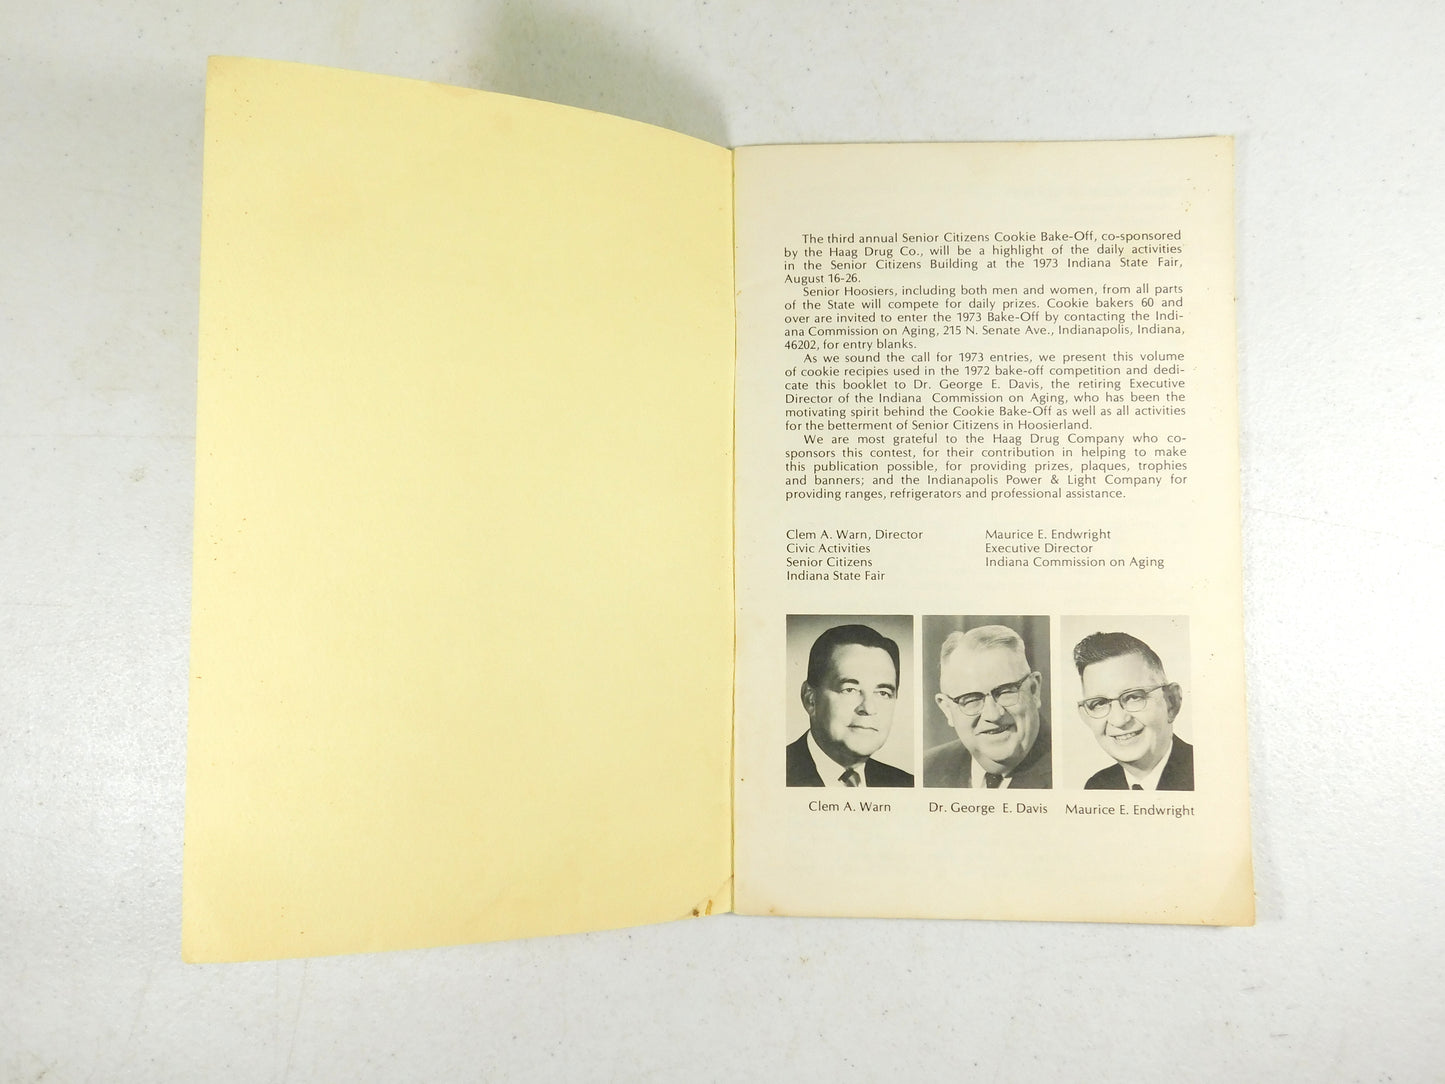 The third annual Senior Citizens Cookie Bake-Off, co-sponsored
by the Haag Drug Co., will be a highlight of the daily activities
in the Senior Citizens Building at the 1973 Indiana State Fair,
August 16-26.
Senior Hoosiers, including both men and women, from all parts
of the State will compete for daily prizes. Cookie bakers 60 and
over are invited to enter the 1973 Bake-Off by contacting the Indi-
ana Commission on Aging, 215 N. Senate Ave., Indianapolis, Indiana,
46202, for entry blanks.
As we sound the call for 1973 entries, we present this volume
of cookie recipies used in the 1972 bake-off competition and dedi-
cate this booklet to Dr. George E. Davis, the retiring Executive
Director of the Indiana Commission on Aging, who has been the
motivating spirit behind the Cookie Bake-Off as well as all activities
for the betterment of Senior Citizens in Hoosierland.
We are most grateful to the Haag Drug Company who co-
sponsors this contest, for their contribution in helping to make
this publication possible, for providing prizes, plaques, trophies
and banners; and the Indianapolis Power & Light Company for
providing ranges, refrigerators and professional assistance.
Clem A. Warn, Director
Civic Activities
Senior Citizens
Indiana State Fair
Maurice E. Endwright
Executive Director
Indiana Commission on Aging
Clem A. Warn
Dr. George E. Davis
Maurice E. Endwright